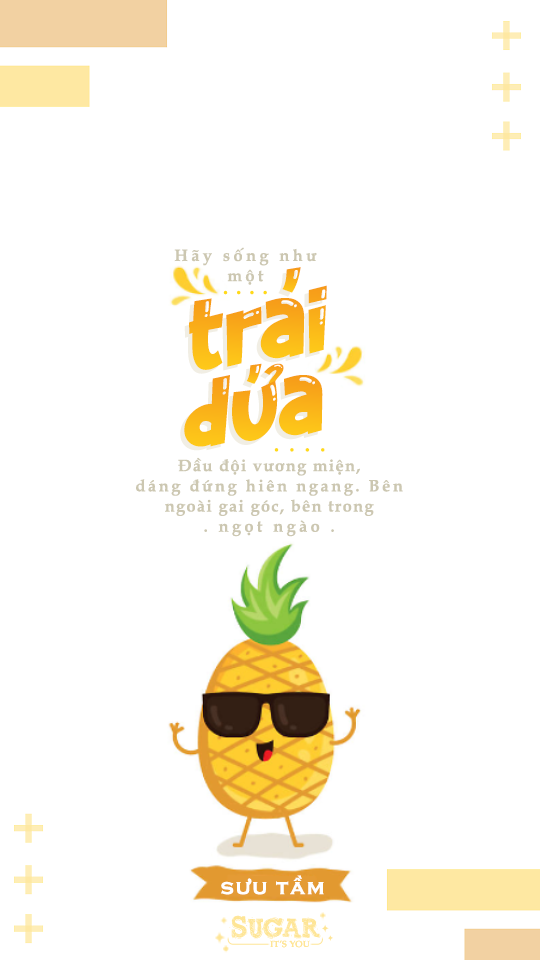 Hãy sống như
một
trái
dứa
Đầu đội vương miện,
dáng đứng hiên ngang. Bên
ngoài gai góc, bên trong
. ngọt ngào .
SƯU TẦM
SUGAR
IT'S YOU